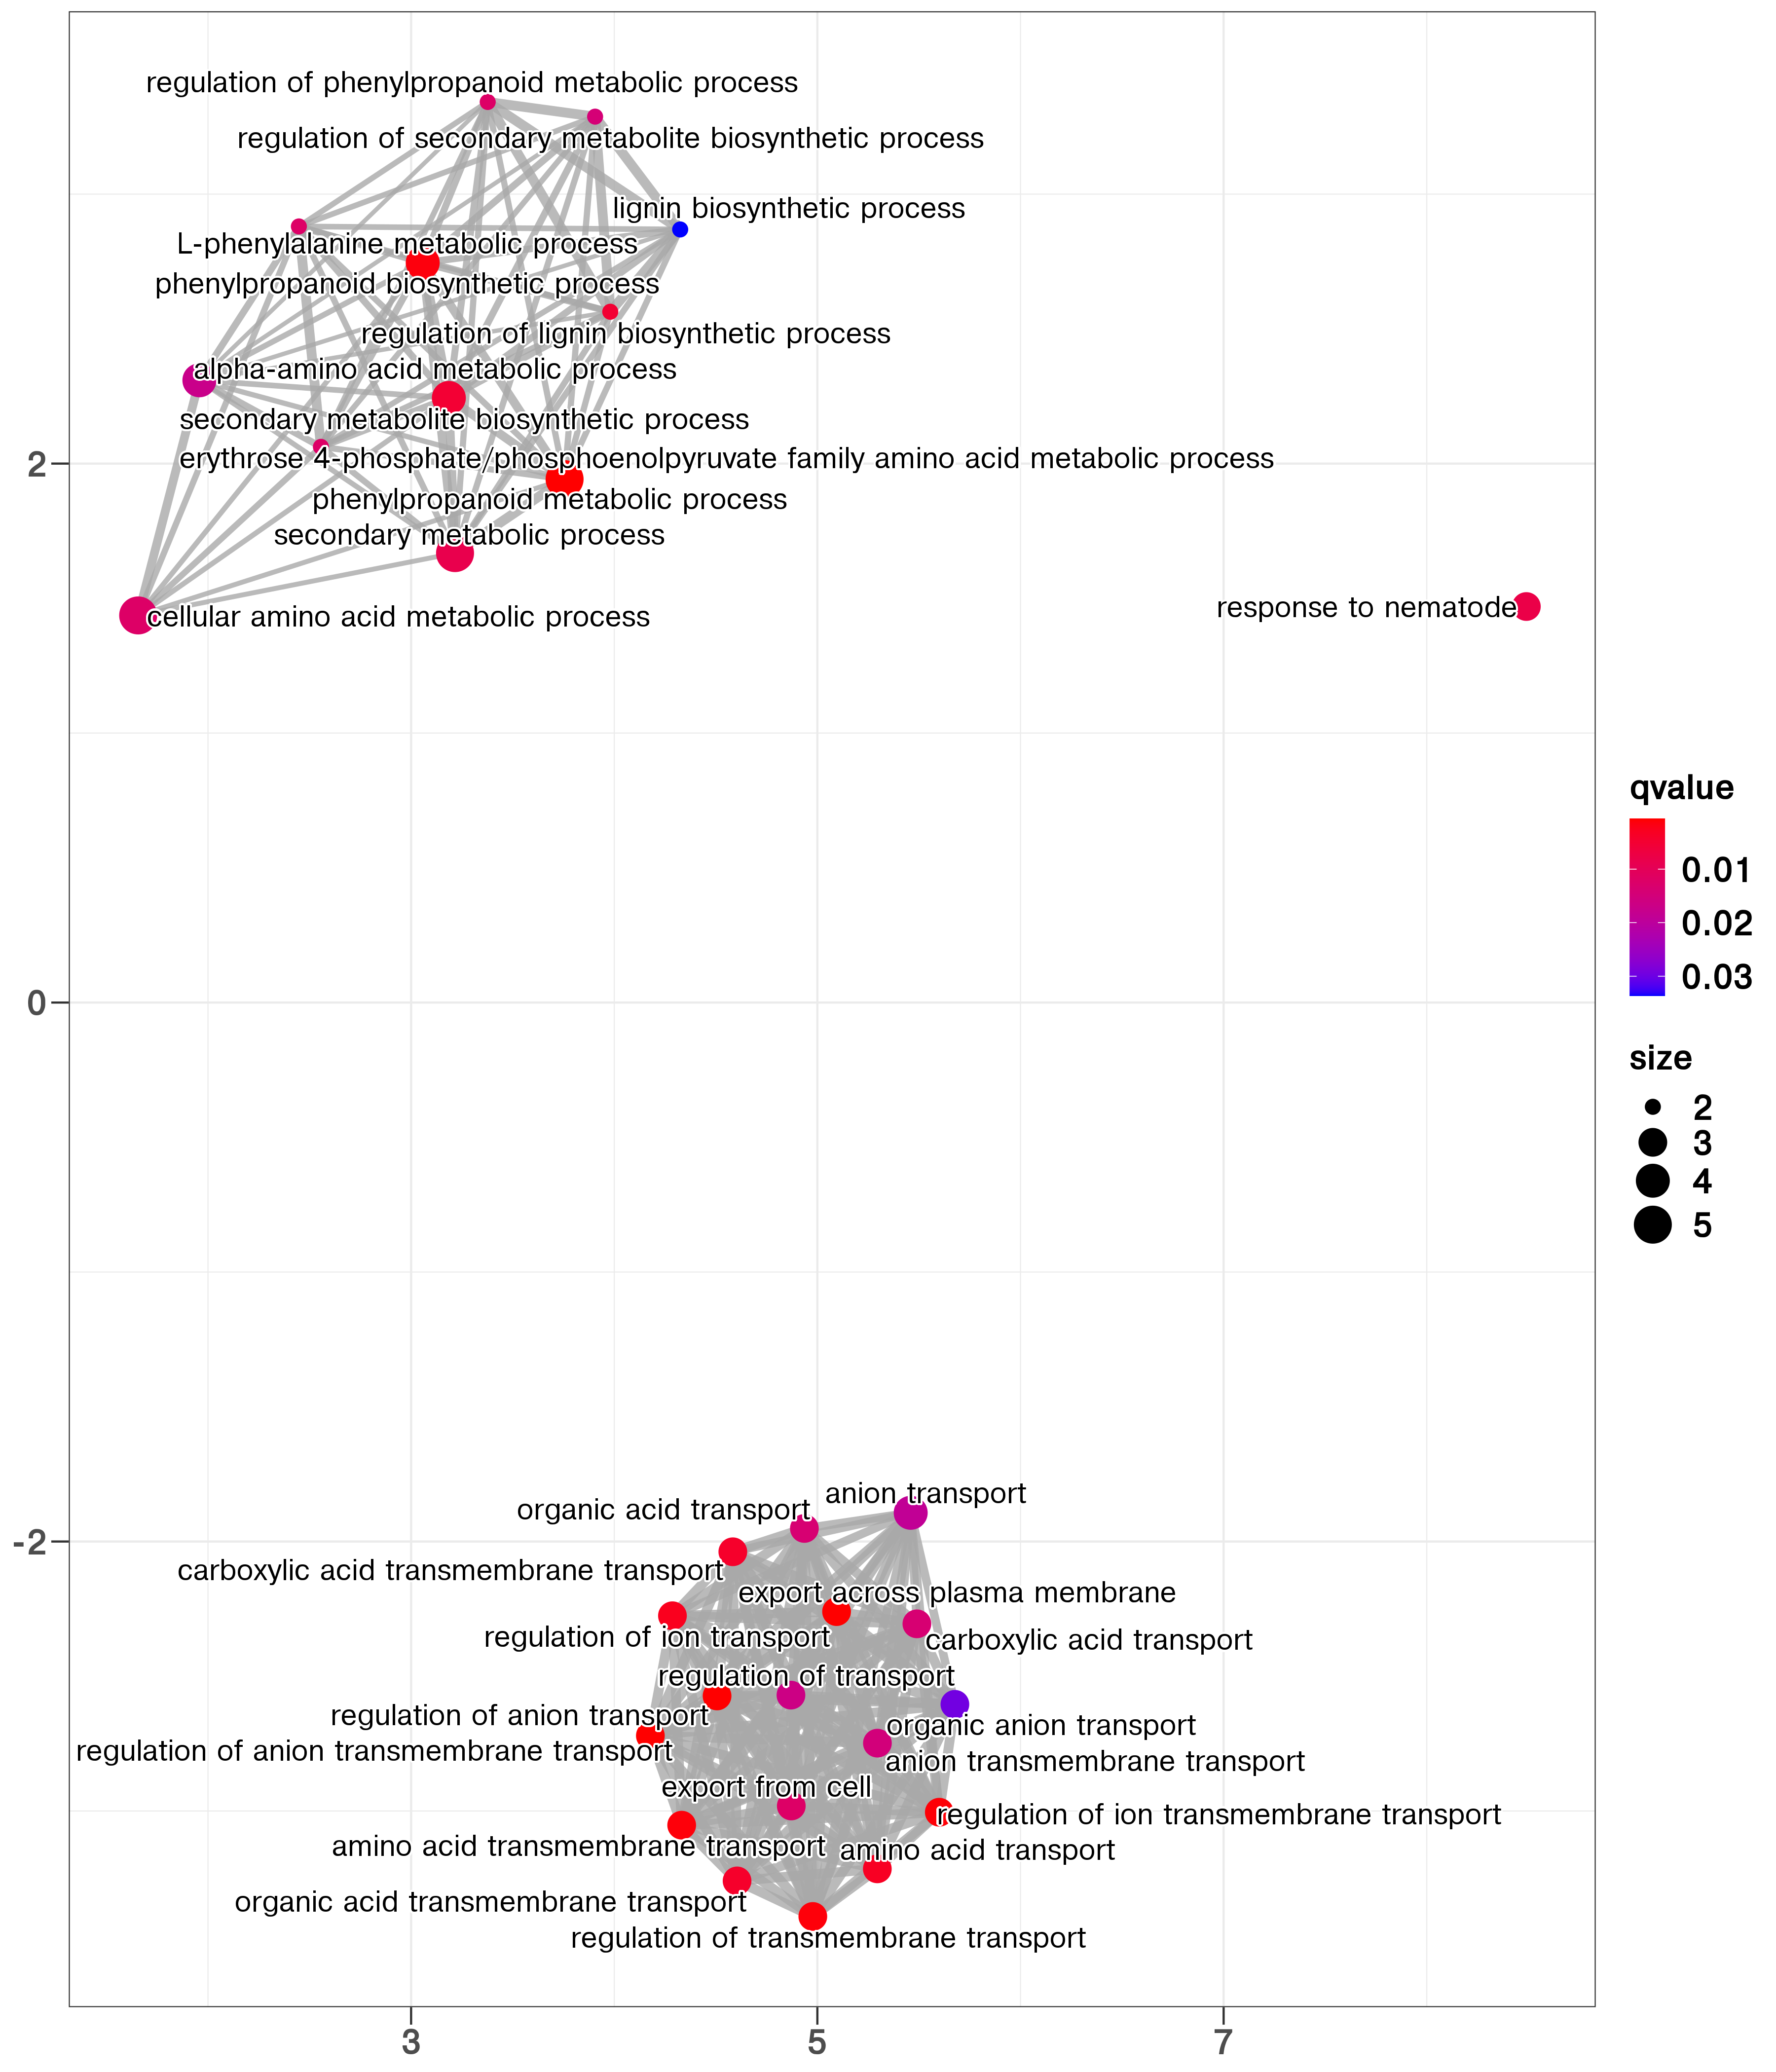 regulation of phenylpropanoid metabolic process
regulation of secondary metabolite biosynthetic process
lignin biosynthetic process
L-phenylalanine metabolic process
phenylpropanoid biosynthetic process
regulation of lignin biosynthetic process
alpha-amino acid metabolic process
secondary metabolite biosynthetic process
erythrose 4-phosphate/phosphoenolpyruvate family amino acid metabolic process
phenylpropanoid metabolic process
secondary metabolic process
cellular amino acid metabolic process
response to nematode
anion transport
organic acid transport
carboxylic acid transmembrane transport
export across plasma membrane
regulation of ion transport
carboxylic acid transport
regulation of transport
regulation of anion transport
organic anion transport
regulation of anion transmembrane transport
anion transmembrane transport
export from cell
regulation of ion transmembrane transport
amino acid transmembrane transport
amino acid transport
organic acid transmembrane transport
regulation of transmembrane transport
2
0
-2
3
5
7
qvalue
0.01
0.02
0.03
size
2
3
4
5